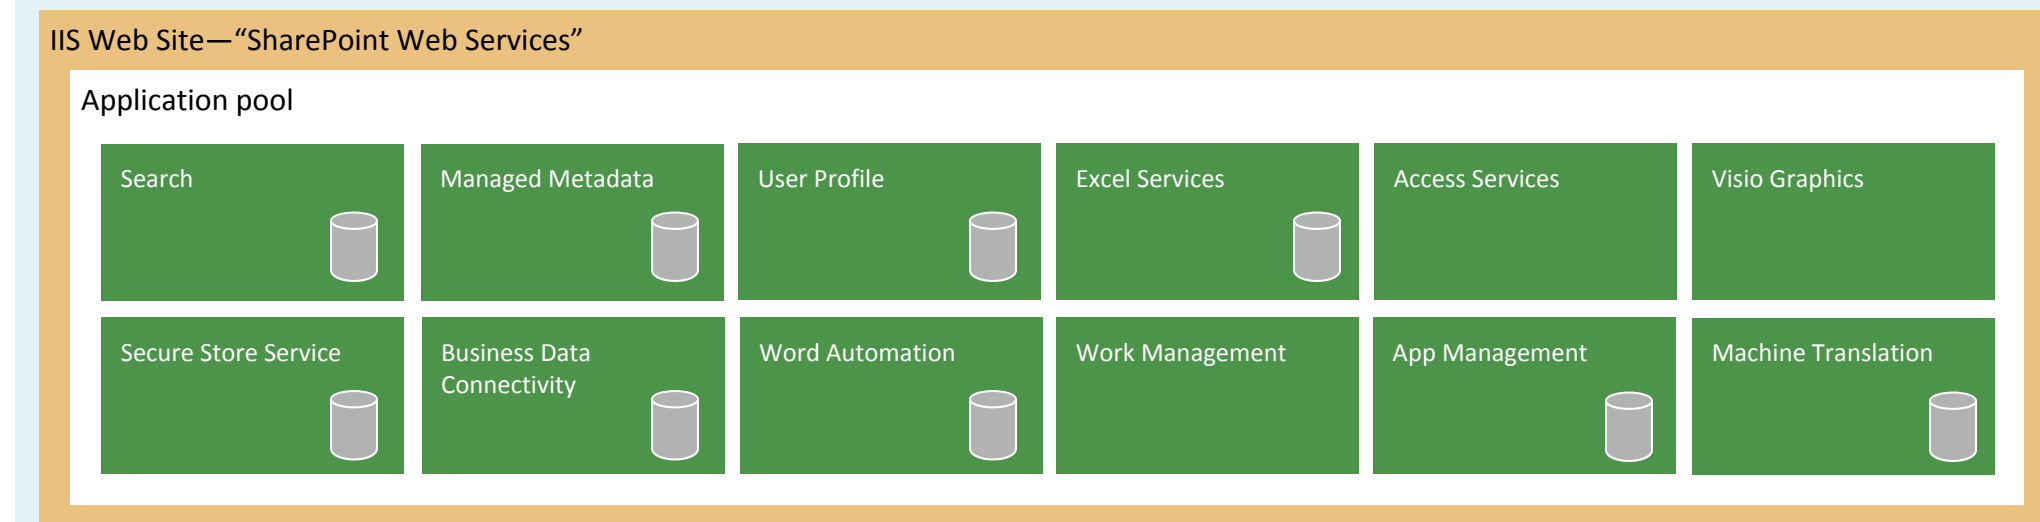 IIS Web Site—“SharePoint Web Services”
Application pool
Search
Managed Metadata
User Profile
Excel Services
Access Services
Visio Graphics
Secure Store Service
Business Data
Connectivity
Word Automation
Work Management
App Management
Machine Translation